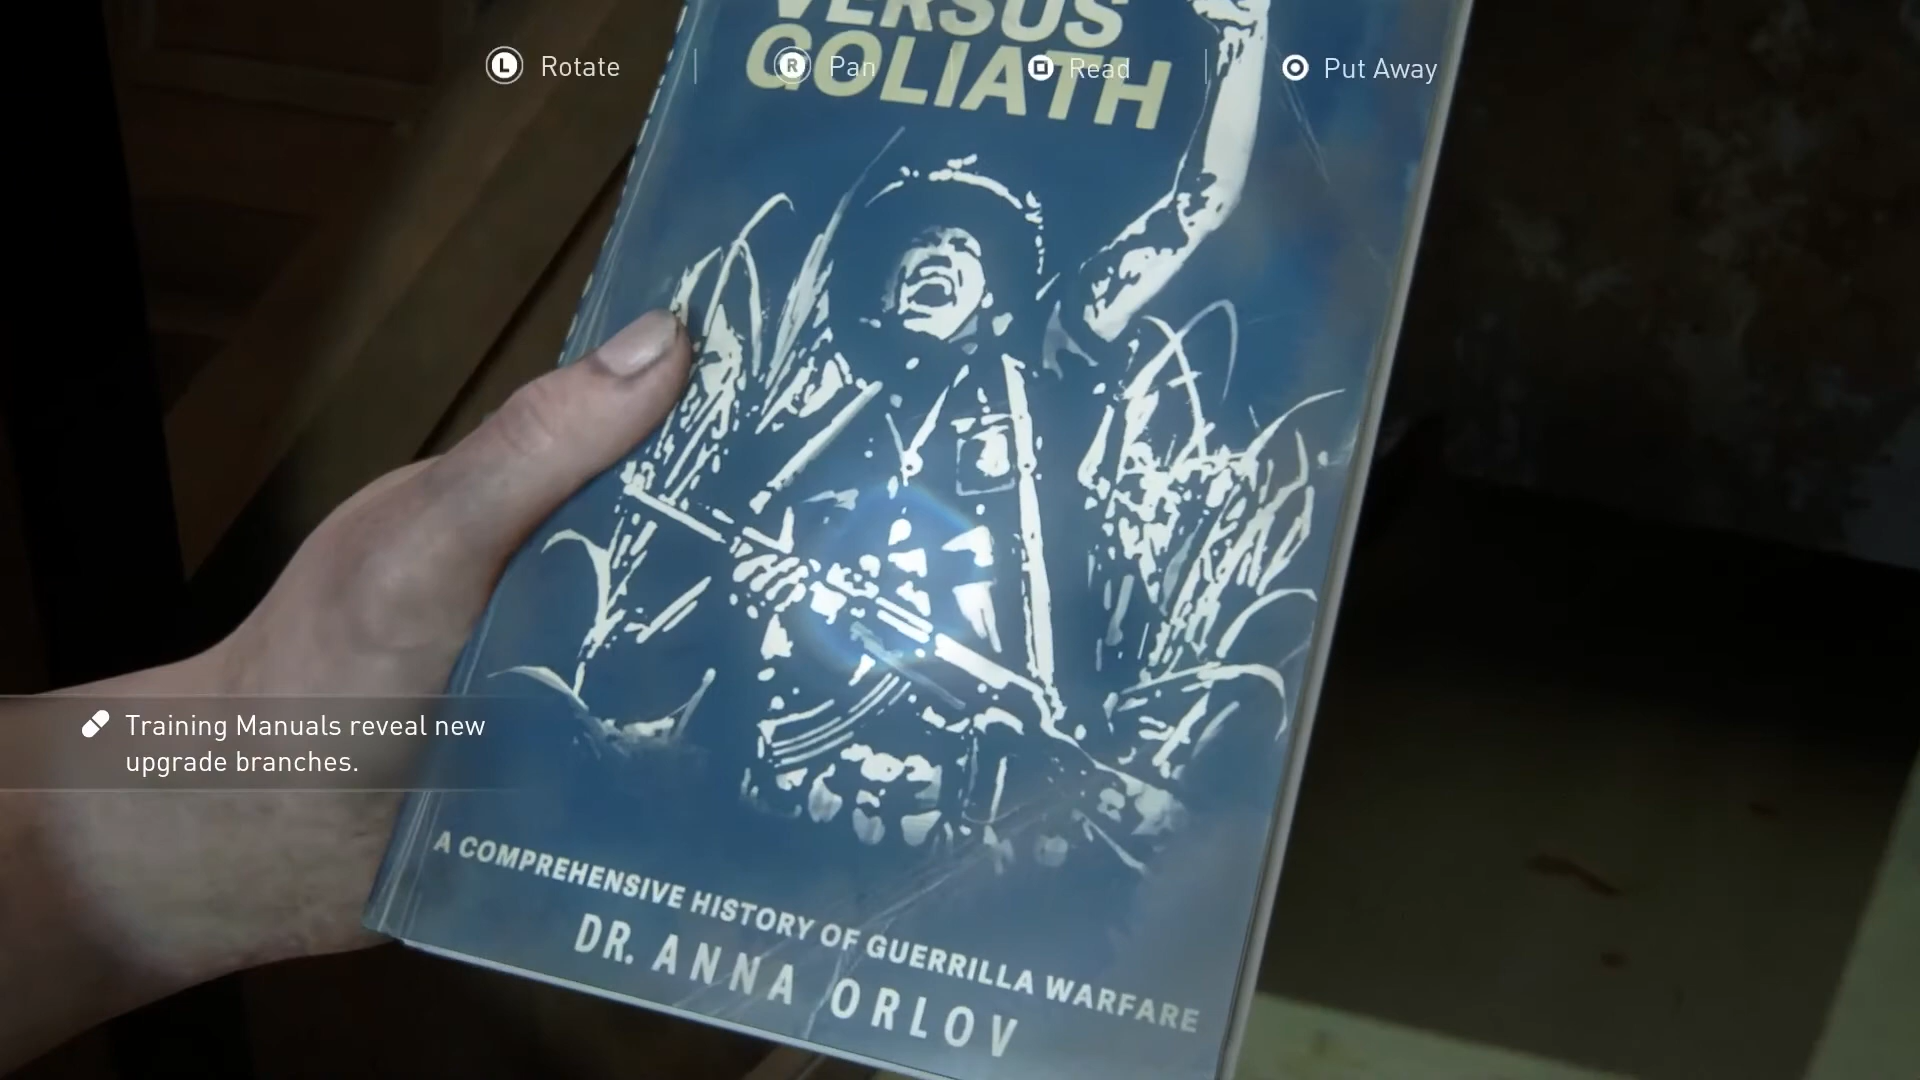 VERSUS
GOLIATH
L Rotate
R Pan
Read
Put Away
Training Manuals reveal new
upgrade branches.
A COMPREHENSIVE HISTORY OF GUERRILLA WARFARE
DR. ANNA ORLOV